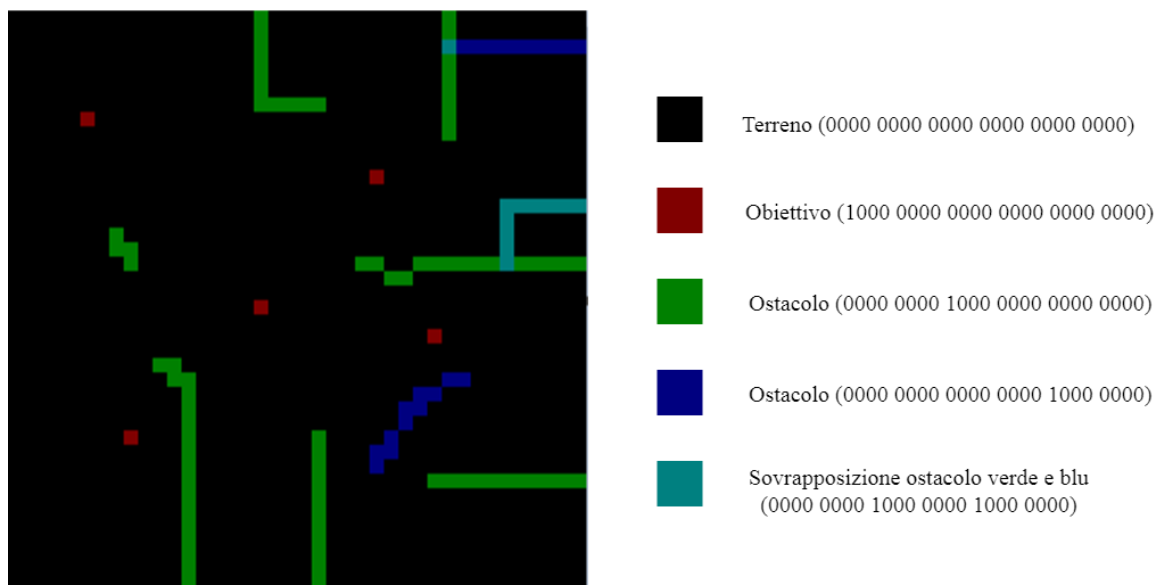 Terreno (0000 0000 0000 0000 0000 0000)
Obiettivo (1000 0000 0000 0000 0000 0000)
Ostacolo (0000 0000 1000 0000 0000 0000)
Ostacolo (0000 0000 0000 0000 1000 0000)
Sovrapposizione ostacolo verde e blu
(0000 0000 1000 0000 1000 0000)